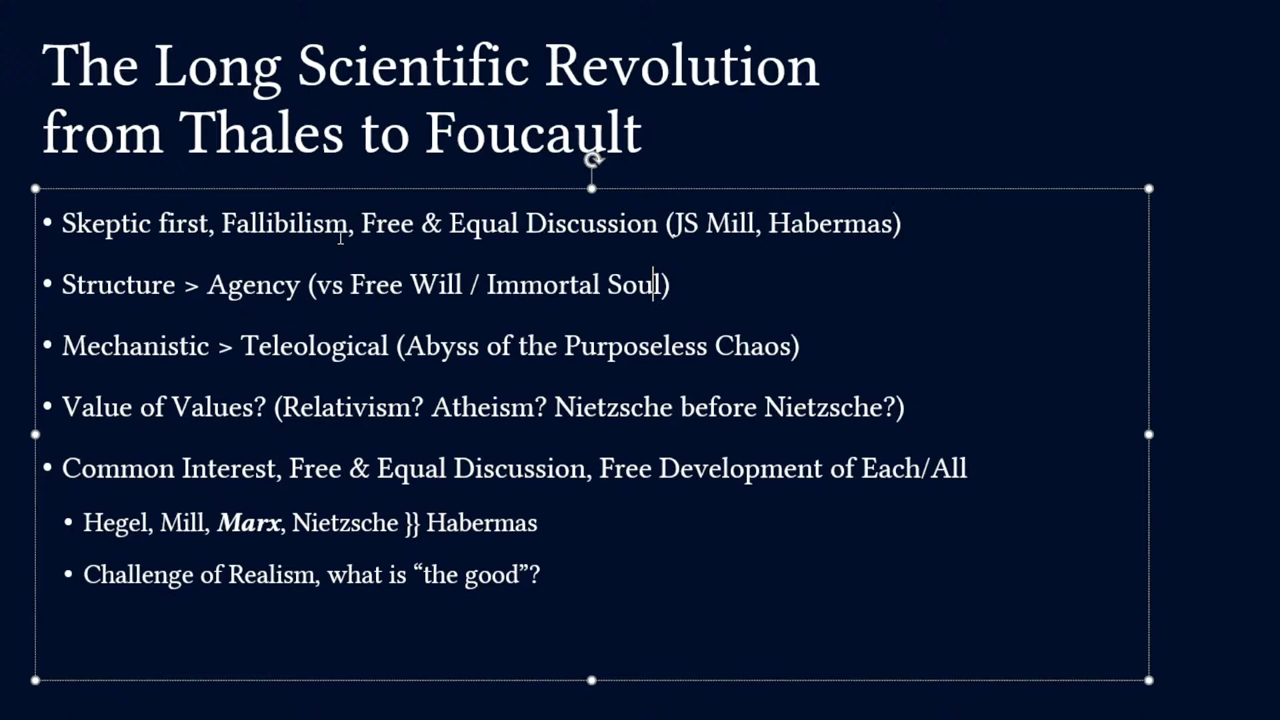 The Long Scientific Revolution
from Thales to Foucault
• Skeptic first, Fallibilism, Free & Equal Discussion (JS Mill, Habermas)
• Structure > Agency (vs Free Will / Immortal Soul)
• Mechanistic > Teleological (Abyss of the Purposeless Chaos)
• Value of Values? (Relativism? Atheism? Nietzsche before Nietzsche?)
• Common Interest, Free & Equal Discussion, Free Development of Each/All
• Hegel, Mill, Marx, Nietzsche }} Habermas
• Challenge of Realism, what is “the good”?